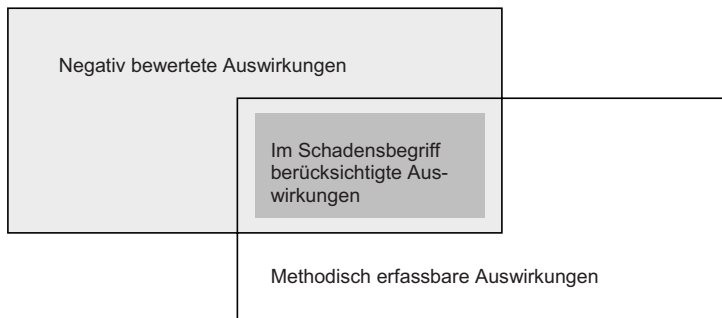 Negativ bewertete Auswirkungen
Im Schadensbegriff
berücksichtigte Aus-
wirkungen
Methodisch erfassbare Auswirkungen